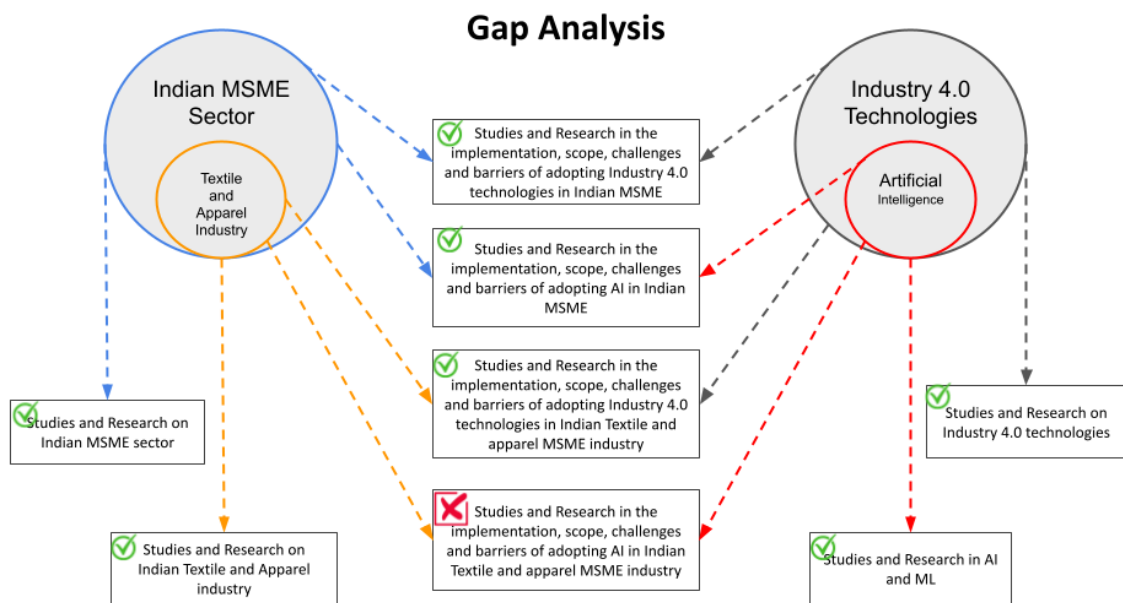 Gap Analysis
Indian MSME
Sector
Textile
and
Apparel
Industry
Industry 4.0
Technologies
Artificial
Intelligence
Studies and Research in the
implementation, scope, challenges
and barriers of adopting Industry 4.0
technologies in Indian MSME
Studies and Research in the
implementation, scope, challenges
and barriers of adopting AI in Indian
MSME
Studies and Research in the
implementation, scope, challenges
and barriers of adopting Industry 4.0
technologies in Indian Textile and
apparel MSME industry
Studies and Research in the
implementation, scope, challenges
and barriers of adopting AI in Indian
Textile and apparel MSME industry
Studies and Research on
Indian MSME sector
Studies and Research on
Industry 4.0 technologies
Studies and Research on
Indian Textile and Apparel
industry
Studies and Research in AI
and ML